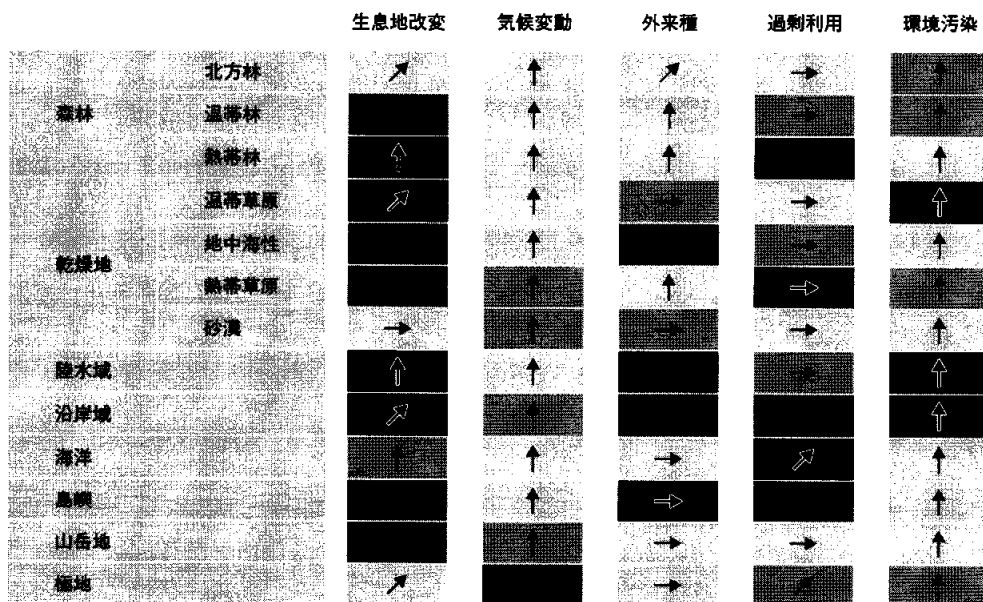 生息地改変 気候変動 外来種 過剰利用 環境汚染
北方林
森林 温帯林
熱帯林
温帯草原
地中海性
乾燥地
熱帯草原
砂漠
陸水域
沿岸域
海洋
島嶼
山岳地
極地